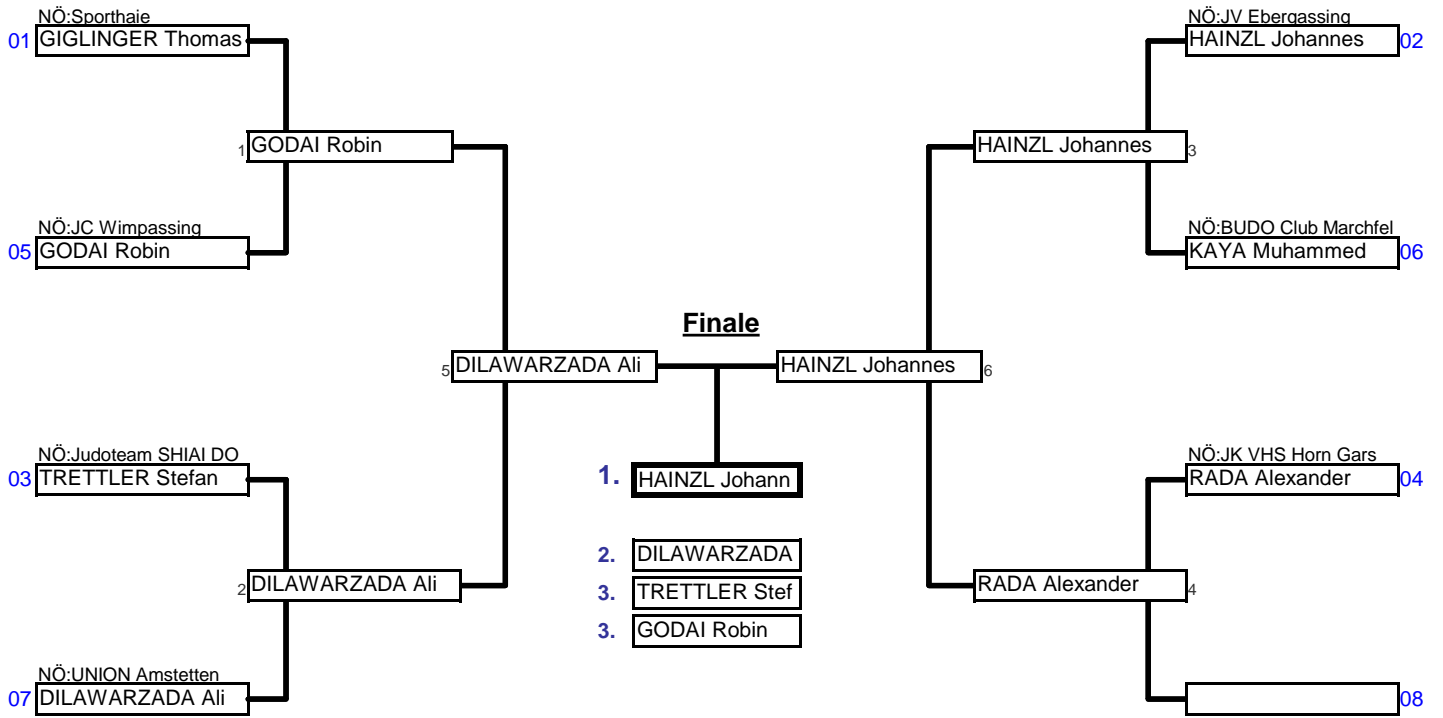 NÖ:Sporthaie
01 GIGLINGER Thomas
1 GODAI Robin
NÖ:JC Wimpassing
05 GODAI Robin
5 DILAWARZADA Ali
NÖ:Judoteam SHIAI DO
03 TRETTLER Stefan
2 DILAWARZADA Ali
NÖ:UNION Amstetten
07 DILAWARZADA Ali
Finale
1. HAINZL Johann
2. DILAWARZADA
3. TRETTLER Stef
3. GODAI Robin
NÖ:JV Ebergassing
HAINZL Johannes 02
HAINZL Johannes 3
NÖ:BUDO Club Marchfel
KAYA Muhammed 06
HAINZL Johannes 6
NÖ:JK VHS Horn Gars
RADA Alexander 04
RADA Alexander 4
08